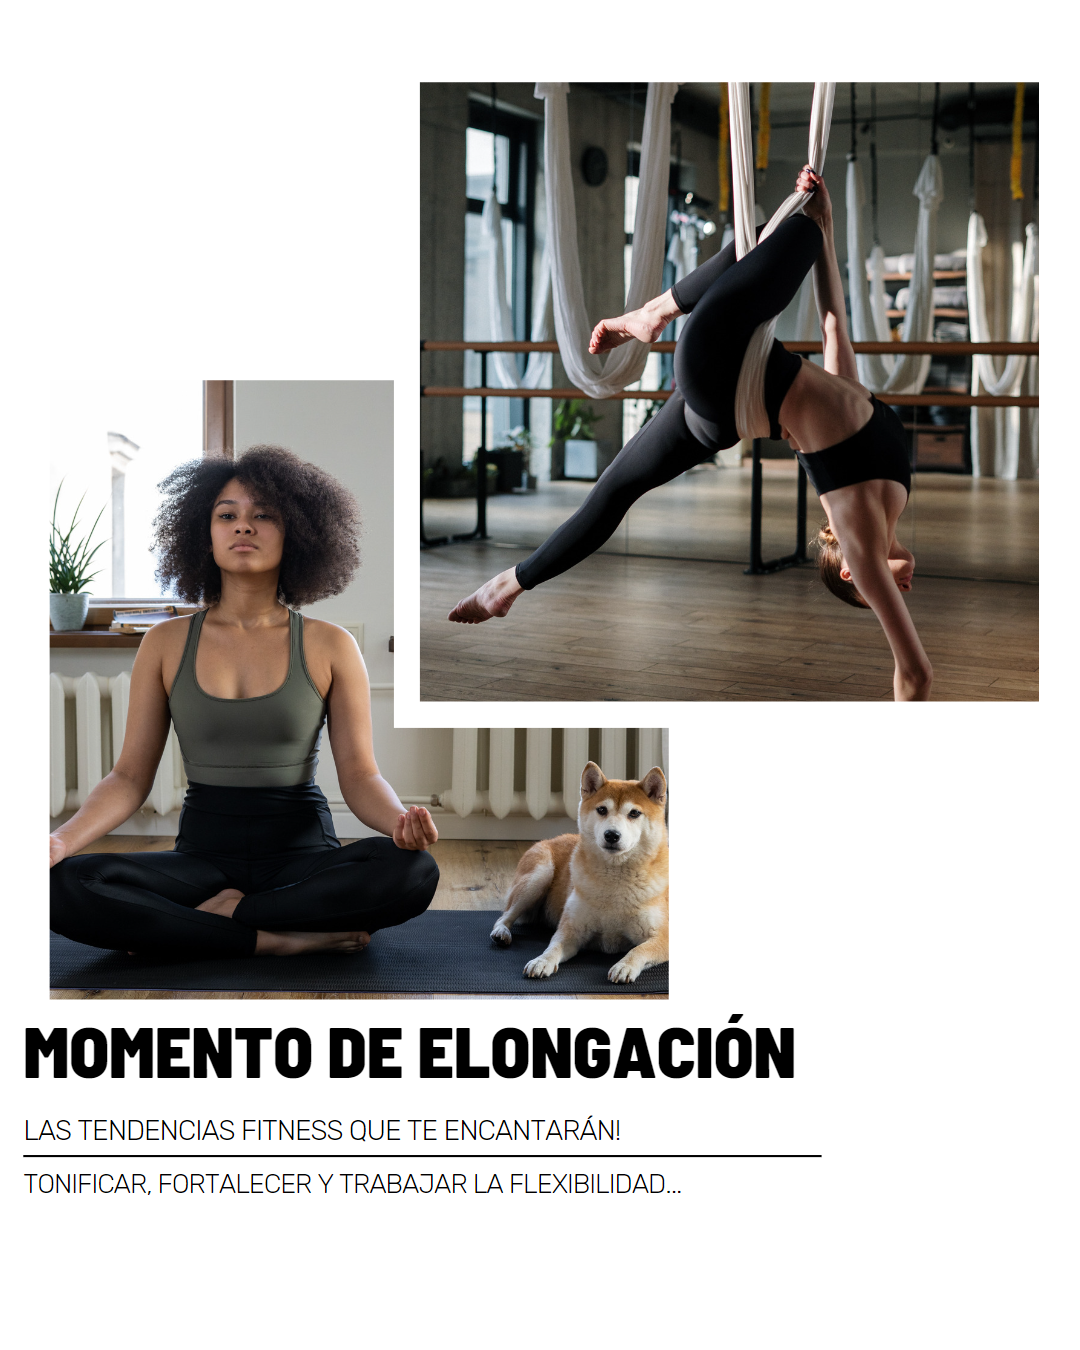 MOMENTO DE ELONGACIÓN
LAS TENDENCIAS FITNESS QUE TE ENCANTARÁN!
TONIFICAR, FORTALECER Y TRABAJAR LA FLEXIBILIDAD...